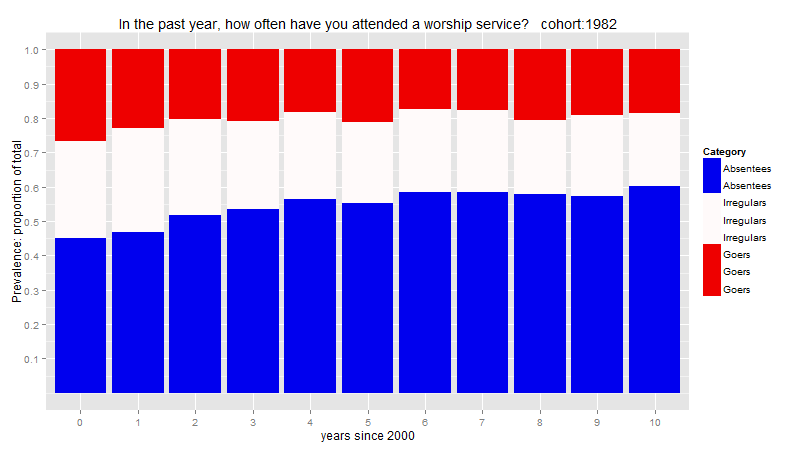 In the past year, how often have you attended a worship service?   cohort:1982
Prevalence: proportion of total
1.0
0.9
0.8
0.7
0.6
0.5
0.4
0.3
0.2
0.1
0 1 2 3 4 5 6 7 8 9 10
years since 2000
Category
Absentees
Absentees
Irregulars
Irregulars
Irregulars
Goers
Goers
Goers